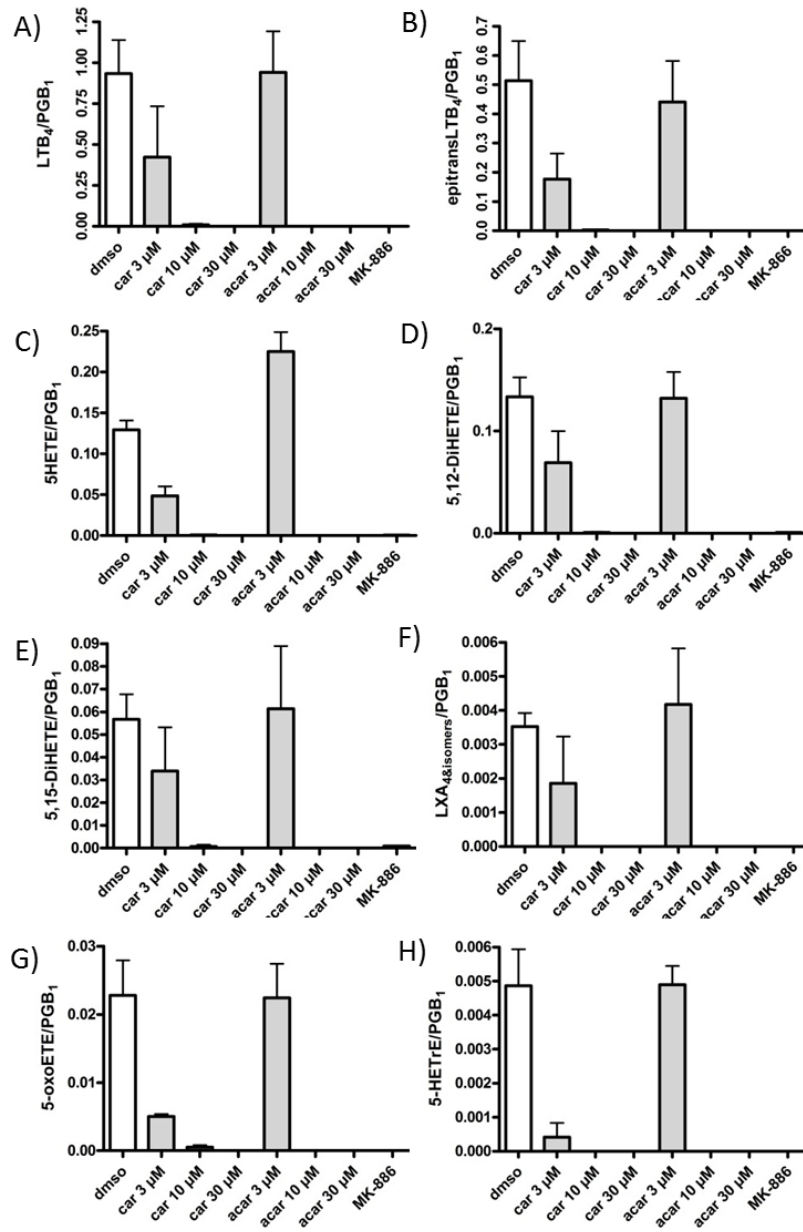 A)
LTB4/PGB1
1.25
1.00
0.75
0.50
0.25
0.00
dmso
car 3 µM
car 10 µM
car 30 µM
acar 3 µM
acar 10 µM
acar 30 µM
MK-886
B)
epitransLTB4/PGB1
0.7
0.6
0.5
0.4
0.3
0.2
0.1
0.0
dmso
car 3 µM
car 10 µM
car 30 µM
acar 3 µM
acar 10 µM
acar 30 µM
MK-866
C)
5HETE/PGB1
0.25
0.20
0.15
0.10
0.05
0.00
dmso
car 3 µM
car 10 µM
car 30 µM
acar 3 µM
acar 10 µM
acar 30 µM
MK-886
D)
5,12-DiHETE/PGB1
0.2
0.1
0.0
dmso
car 3 µM
car 10 µM
car 30 µM
acar 3 µM
acar 10 µM
acar 30 µM
MK-886
E)
5,15-DiHETE/PGB1
0.09
0.08
0.07
0.06
0.05
0.04
0.03
0.02
0.01
0.00
dmso
car 3 µM
car 10 µM
car 30 µM
acar 3 µM
acar 10 µM
acar 30 µM
MK-886
F)
LXA4&isomers/PGB1
0.006
0.005
0.004
0.003
0.002
0.001
0.000
dmso
car 3 µM
car 10 µM
car 30 µM
acar 3 µM
acar 10 µM
acar 30 µM
MK-886
G)
5-oxoETE/PGB1
0.03
0.02
0.01
0.00
dmso
car 3 µM
car 10 µM
car 30 µM
acar 3 µM
acar 10 µM
acar 30 µM
MK-886
H)
5-HETrE/PGB1
0.006
0.005
0.004
0.003
0.002
0.001
0.000
dmso
car 3 µM
car 10 µM
car 30 µM
acar 3 µM
acar 10 µM
acar 30 µM
MK-886